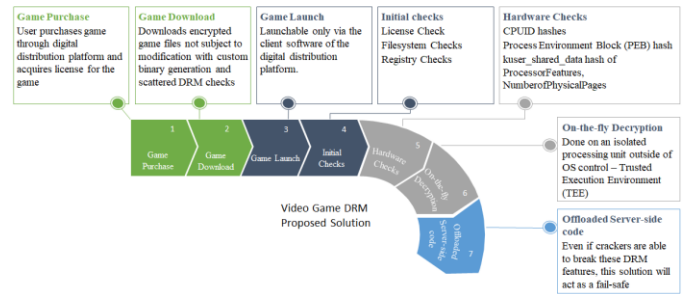 Game Purchase
User purchases game
through digital
distribution platform and
acquires license for the
game
Game Download
Downloads encrypted
game files not subject to
modification with custom
binary generation and
scattered DRM checks
Game Launch
Launchable only via the
client software of the
digital distribution
platform.
Initial checks
License Check
Filesystem Checks
Registry Checks
Hardware Checks
CPUID hashes
Process Environment Block (PEB) hash
kuser_shared_data hash of
ProcessorFeatures,
NumberofPhysicalPages
1
Game
Purchase
2
Game
Download
3
Game Launch
4
Initial
Checks
5
Hardware
Checks
6
On-the-fly
Decryption
7
Offloaded
Server-side
code
On-the-fly Decryption
Done on an isolated
processing unit outside of
OS control – Trusted
Execution Environment
(TEE)
Video Game DRM
Proposed Solution
Offloaded Server-side
code
Even if crackers are able
to break these DRM
features, this solution will
act as a fail-safe